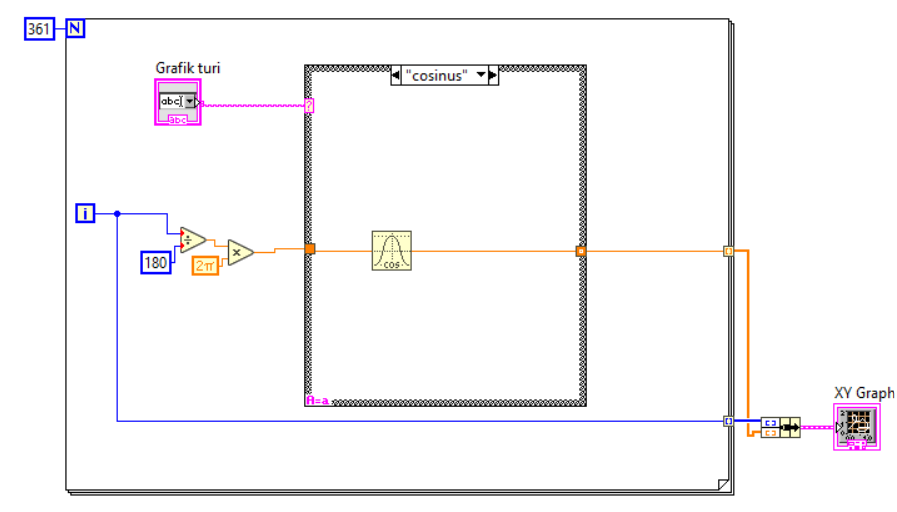 361
N
Grafik turi
abc
abc
"cosinus"
?
i
÷
180
2π
×
cos
A=a
XY Graph